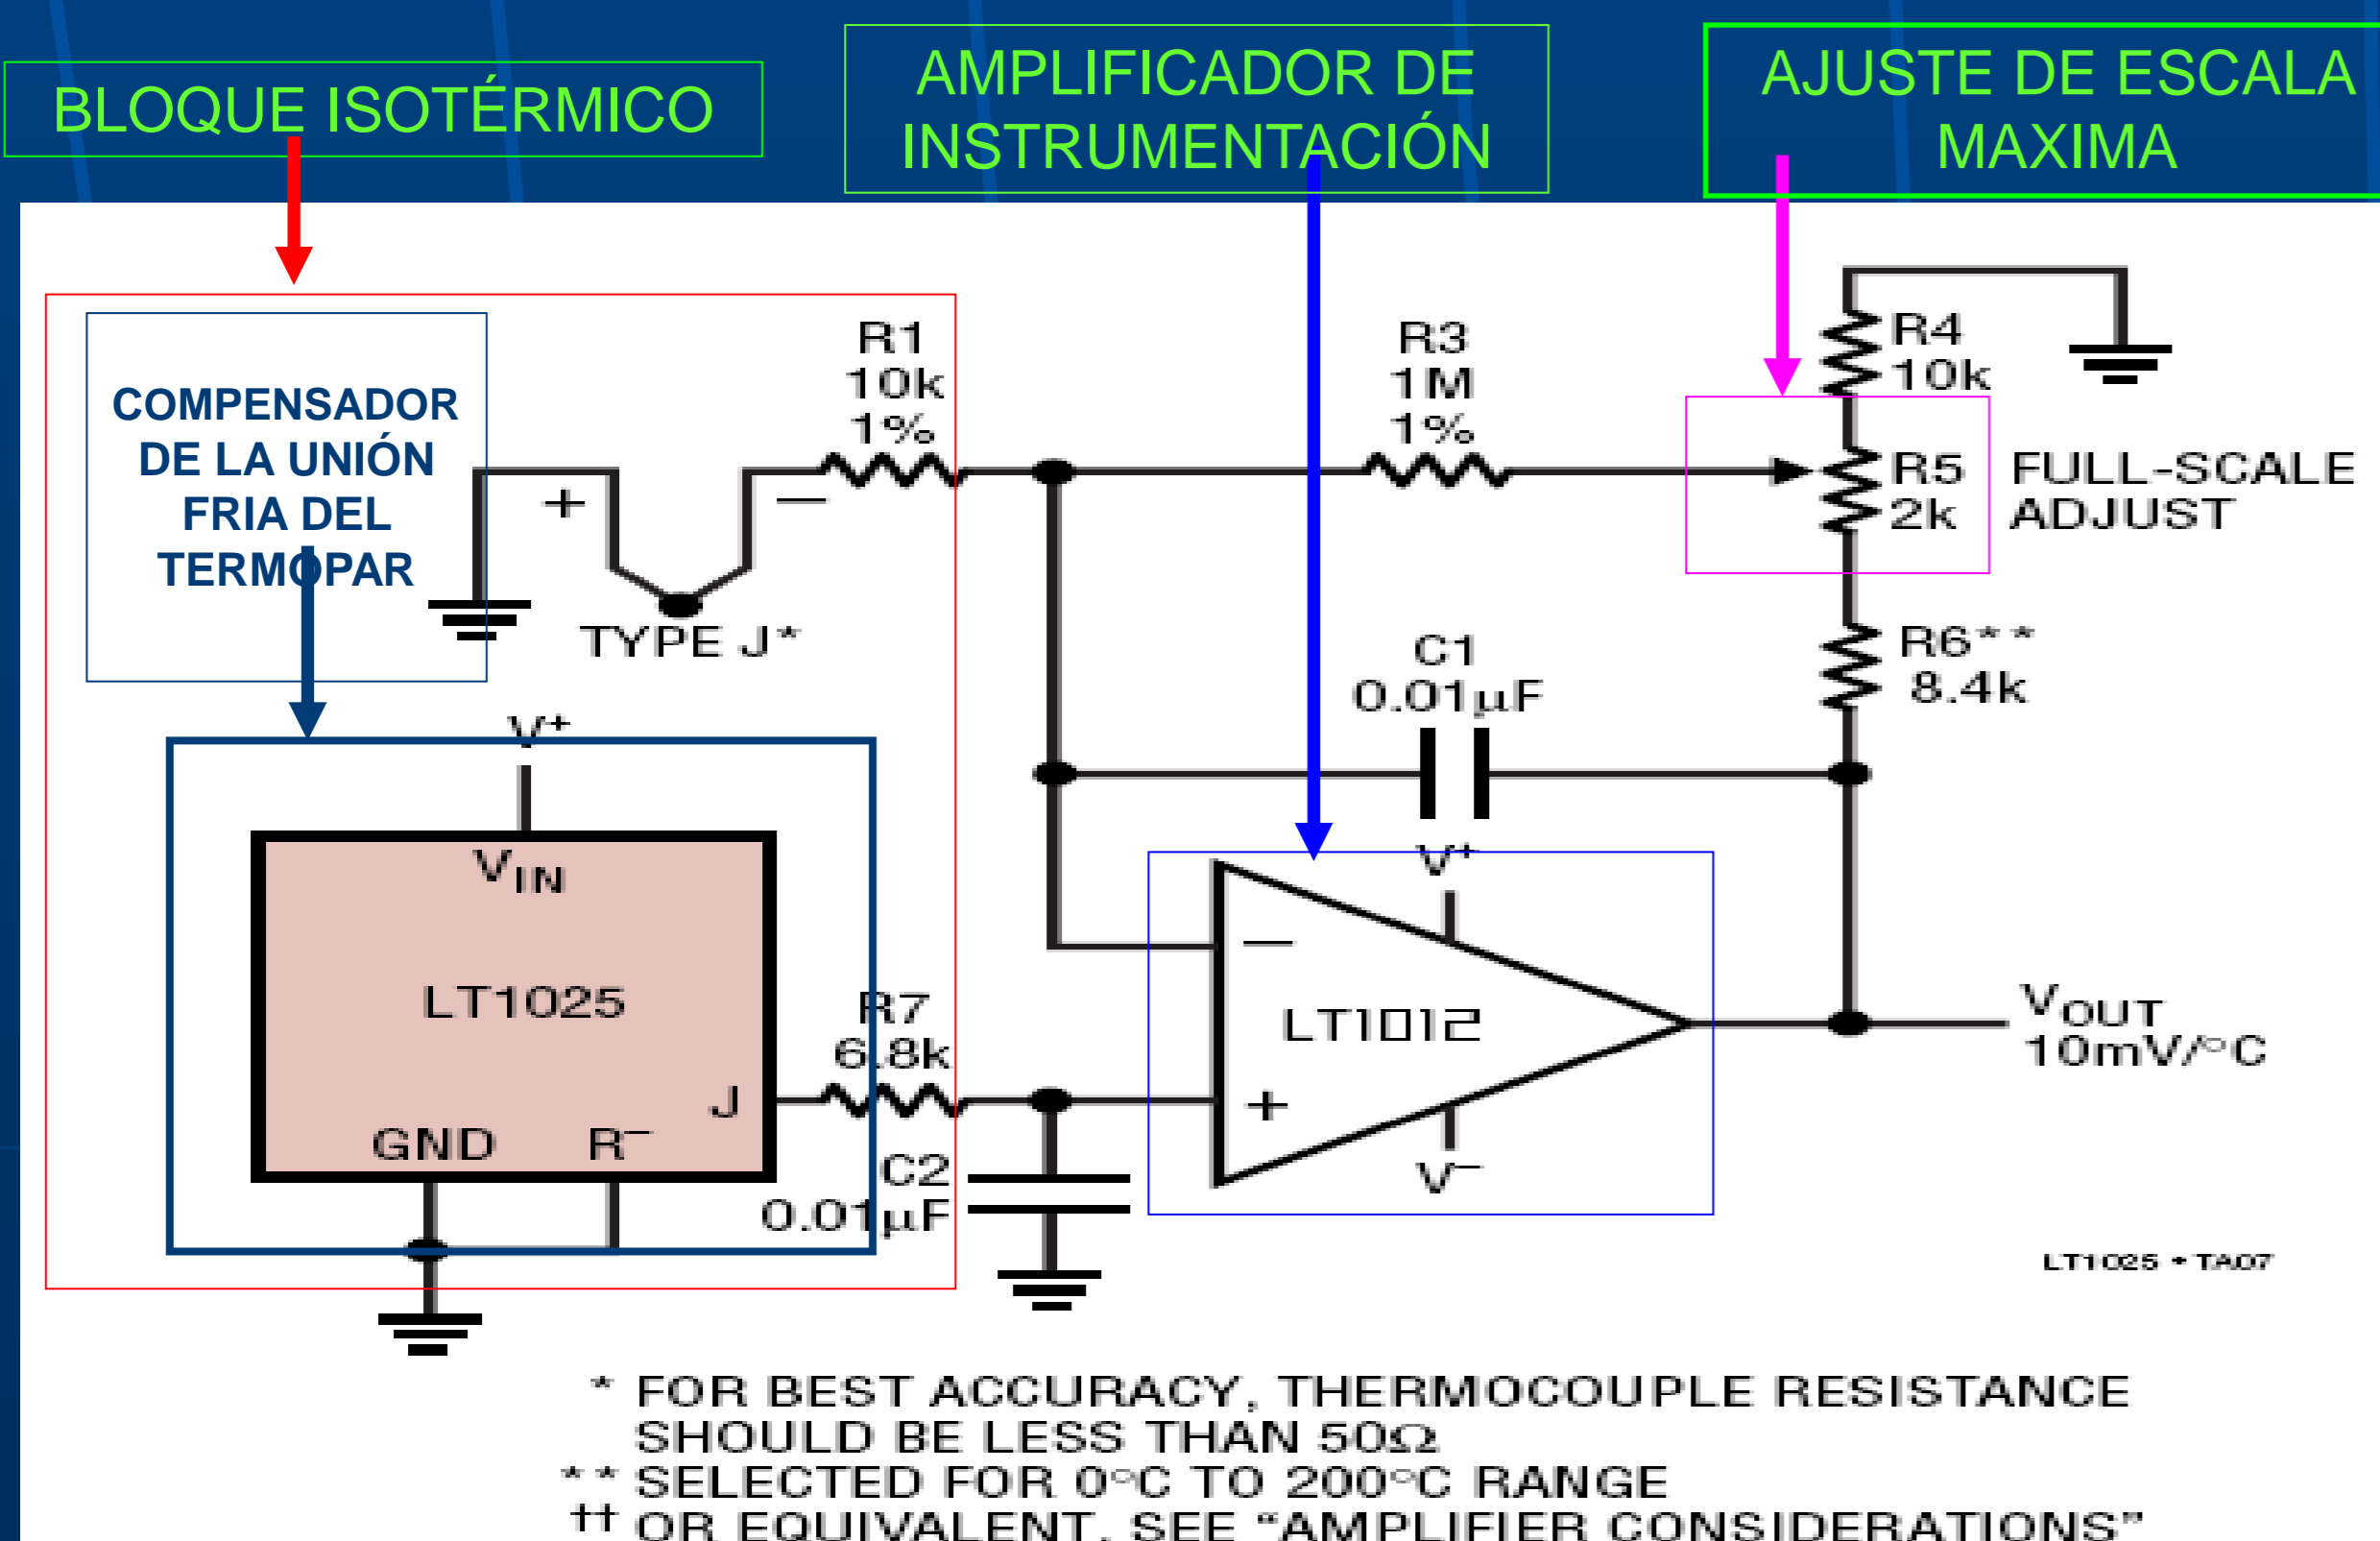 BLOQUE ISOTÉRMICO
AMPLIFICADOR DE
INSTRUMENTACIÓN
AJUSTE DE ESCALA
MAXIMA
COMPENSADOR
DE LA UNIÓN
FRIA DEL
TERMOPAR
R1
10k
1%
R3
1M
1%
R4
10k
R5
2k
FULL-SCALE
ADJUST
+
−
TYPE J*
C1
0.01µF
R6**
8.4k
V+
VIN
LT1025
J
GND R−
R7
6.8k
C2
0.01µF
V+
−
LT1012
+
V−
VOUT
10mV/°C
LT1025 • TA07
* FOR BEST ACCURACY, THERMOCOUPLE RESISTANCE
SHOULD BE LESS THAN 50Ω
** SELECTED FOR 0°C TO 200°C RANGE
†† OR EQUIVALENT. SEE “AMPLIFIER CONSIDERATIONS”